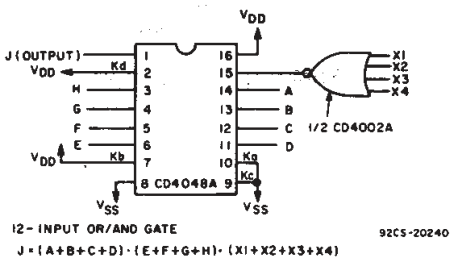 VDD
J (OUTPUT) 1 16
VDD Kd 2 15 X1
X2
X3
X4
H 3 14 A
G 4 13 B
F 5 12 C
1/2 CD4002A
E 6 11 D
VDD Kb 7 10 Ka
8 CD4048A 9 Kc
VSS VSS
12-INPUT OR/AND GATE
92CS-20240
J = (A+B+C+D)·(E+F+G+H)·(X1+X2+X3+X4)